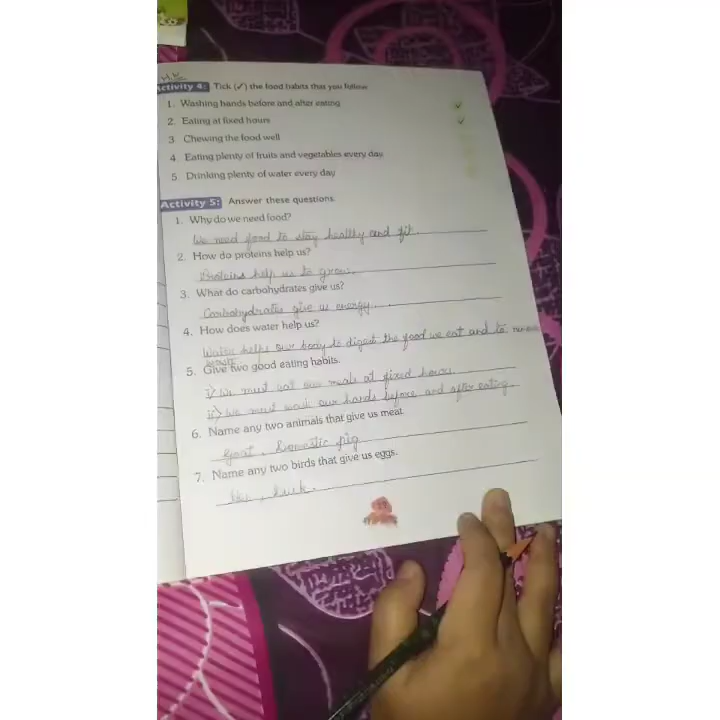 H.W
Activity 4: Tick (✓) the food habits that you follow
1. Washing hands before and after eating ✓
2. Eating at fixed hours ✓
3 Chewing the food well
4 Eating plenty of fruits and vegetables every day
5 Drinking plenty of water every day
Activity 5: Answer these questions.
1. Why do we need food?
We need food to stay healthy and fit.
2. How do proteins help us?
Proteins help us to grow.
3. What do carbohydrates give us?
Carbohydrates give us energy.
4. How does water help us?
Water helps our body to digest the food we eat and to remove
waste
5. Give two good eating habits.
i) We must eat our meals at fixed hours.
ii) We must wash our hands before and after eating
6. Name any two animals that give us meat
goat, domestic pig
7. Name any two birds that give us eggs.
duck.